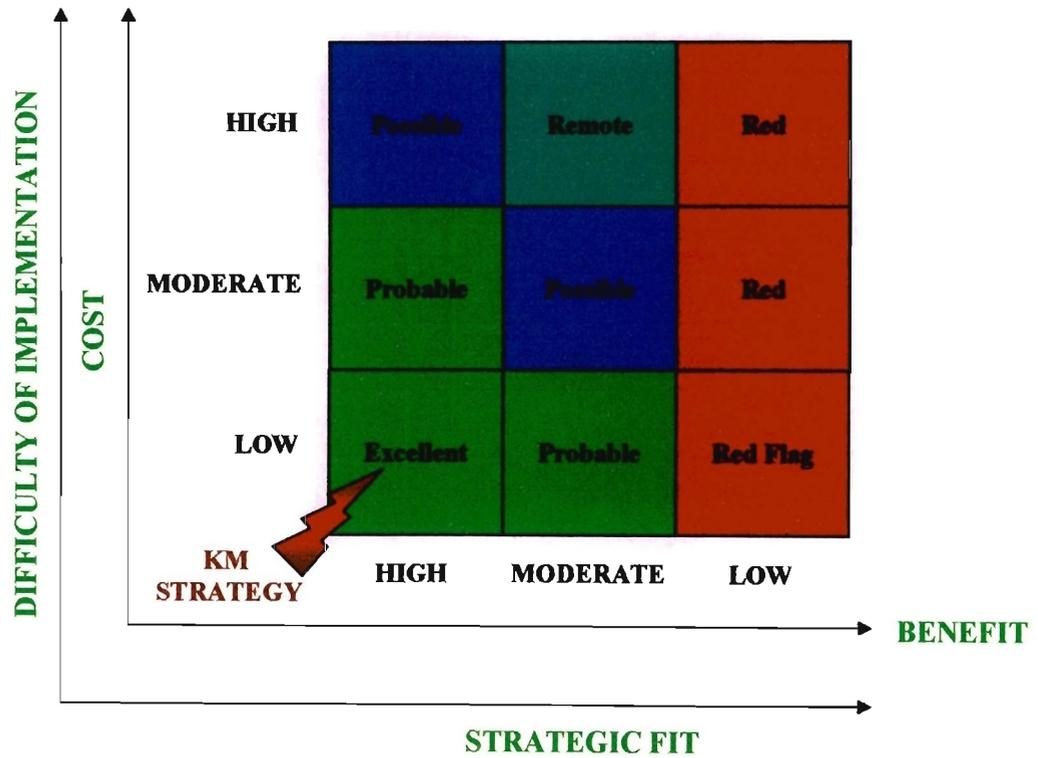 DIFFICULTY OF IMPLEMENTATION
COST
HIGH
Possible
Remote
Red
MODERATE
Probable
Possible
Red
LOW
Excellent
Probable
Red Flag
KM
STRATEGY
HIGH
MODERATE
LOW
BENEFIT
STRATEGIC FIT